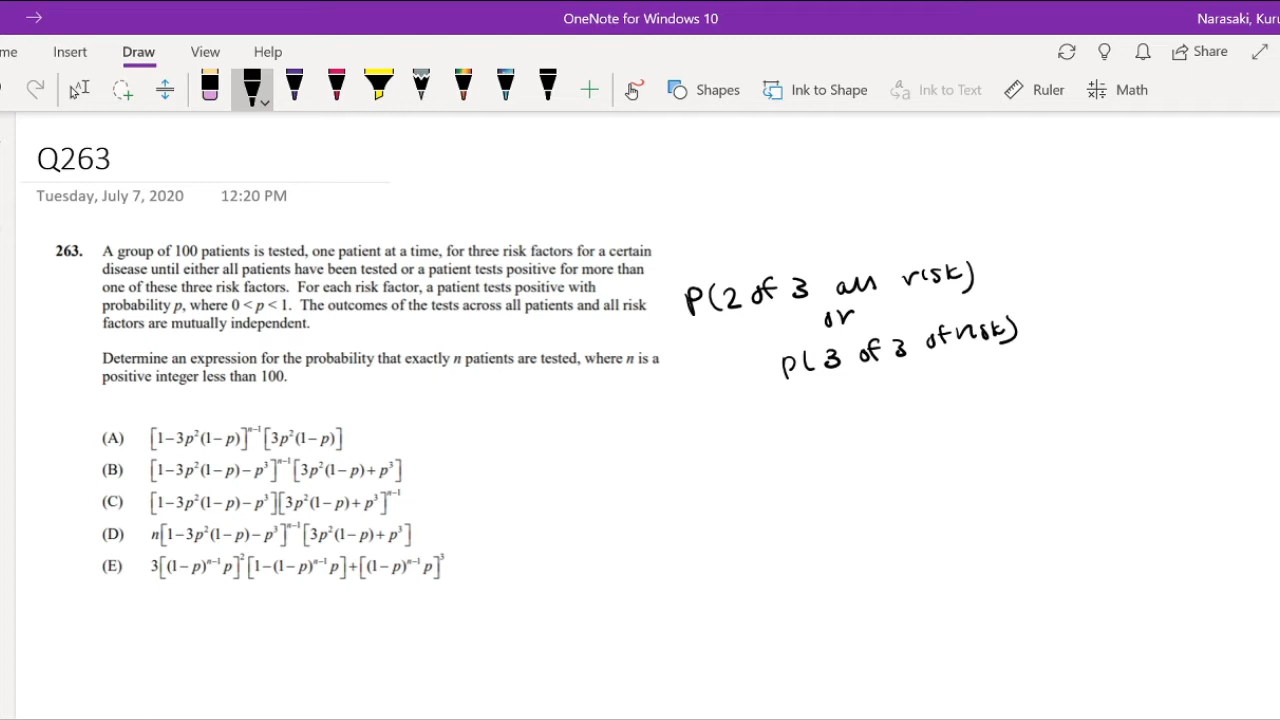 OneNote for Windows 10
Narasaki, Kuru
me Insert Draw View Help
Share
Shapes Ink to Shape Ink to Text Ruler Math
Q263
Tuesday, July 7, 2020 12:20 PM
263. A group of 100 patients is tested, one patient at a time, for three risk factors for a certain
disease until either all patients have been tested or a patient tests positive for more than
one of these three risk factors. For each risk factor, a patient tests positive with
probability p, where 0 < p < 1. The outcomes of the tests across all patients and all risk
factors are mutually independent.
Determine an expression for the probability that exactly n patients are tested, where n is a
positive integer less than 100.
(A) [1−3p²(1−p)]ⁿ⁻¹[3p²(1−p)]
(B) [1−3p²(1−p)−p³]ⁿ⁻¹[3p²(1−p)+p³]
(C) [1−3p²(1−p)−p³][3p²(1−p)+p³]ⁿ⁻¹
(D) n[1−3p²(1−p)−p³]ⁿ⁻¹[3p²(1−p)+p³]
(E) 3[(1−p)ⁿ⁻¹p]²[1−(1−p)ⁿ⁻¹p]+[(1−p)ⁿ⁻¹p]³
P(2 of 3 risk)
or
P(3 of 3 of risk)